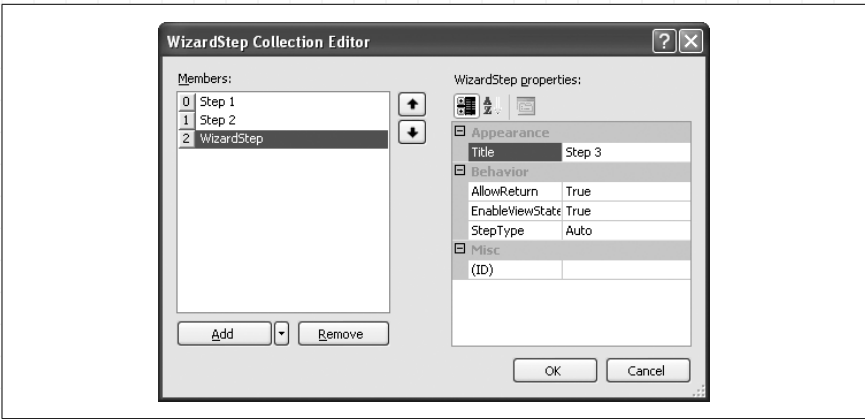 WizardStep Collection Editor
?
Members:
0 Step 1
1 Step 2
2 WizardStep
Add
Remove
WizardStep properties:
A
Z
Appearance
Title Step 3
Behavior
AllowReturn True
EnableViewState True
StepType Auto
Misc
(ID)
OK
Cancel